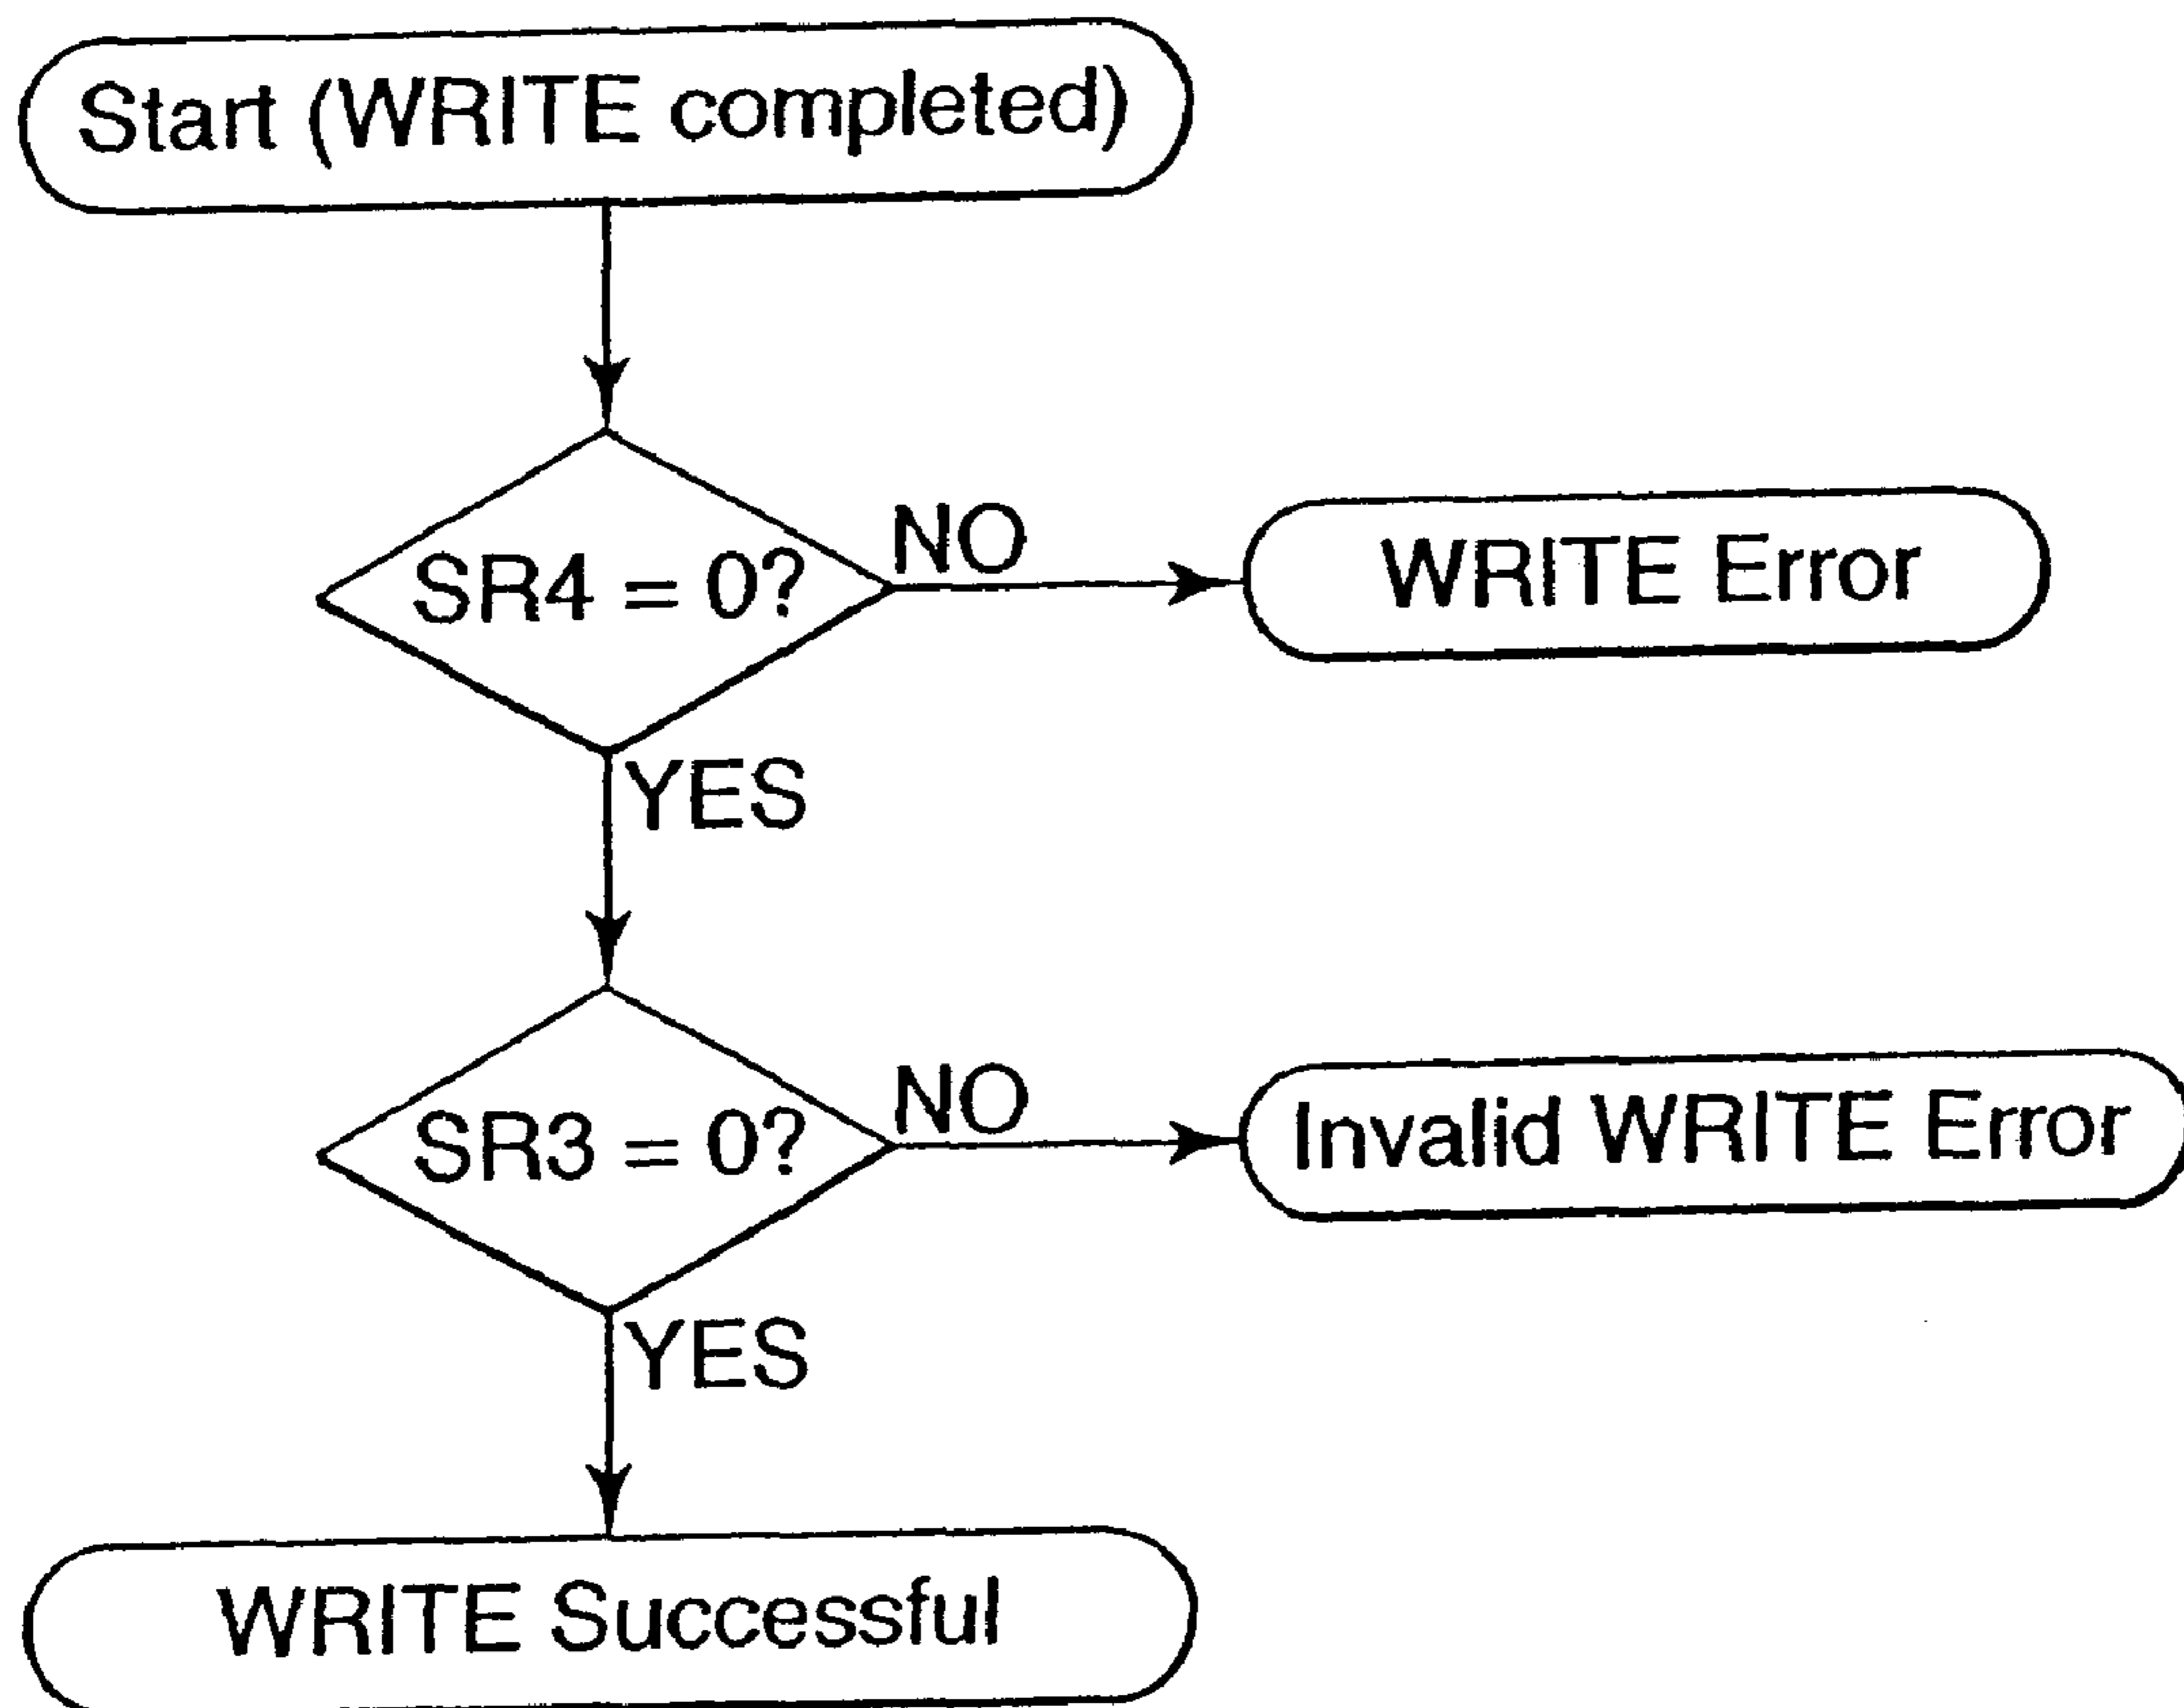 Start (WRITE completed)
SR4 = 0?
NO
WRITE Error
YES
SR3 = 0?
NO
Invalid WRITE Error
YES
WRITE Successful